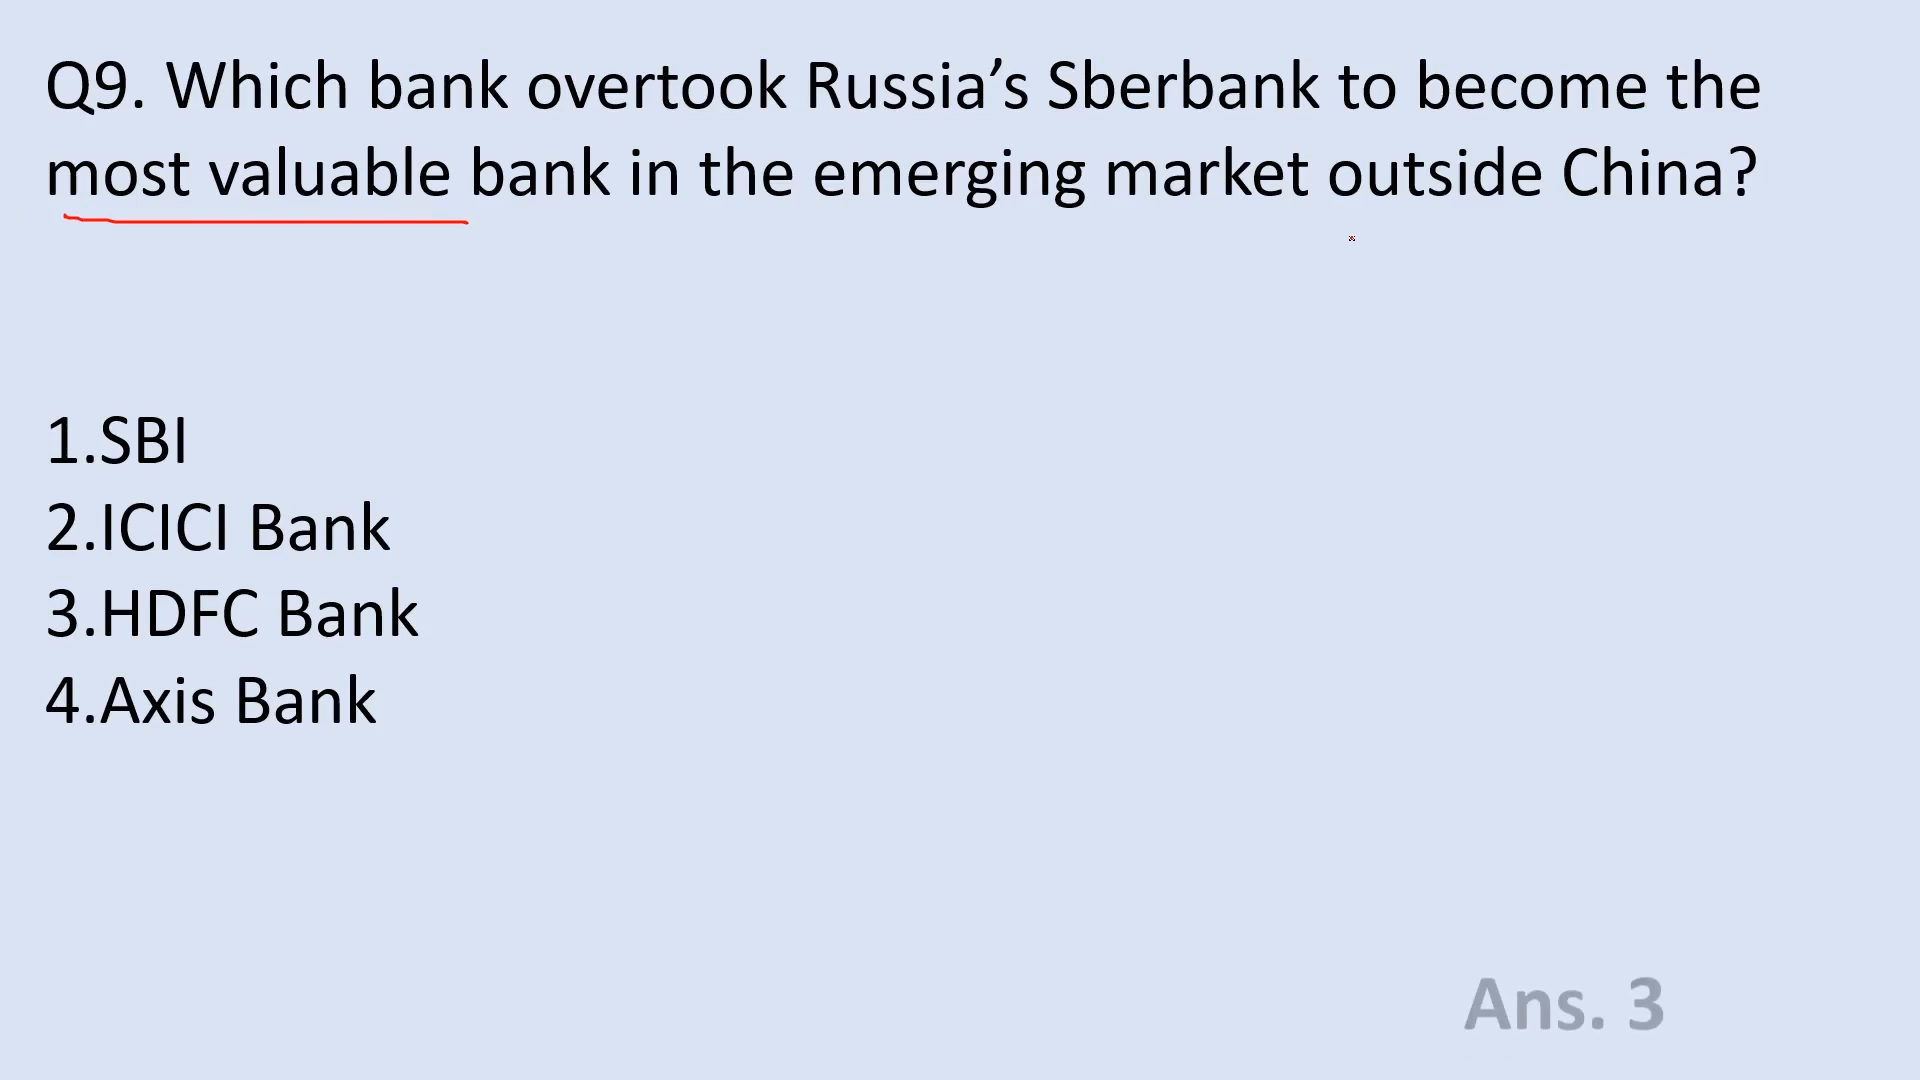 Q9. Which bank overtook Russia’s Sberbank to become the
most valuable bank in the emerging market outside China?
1.SBI
2.ICICI Bank
3.HDFC Bank
4.Axis Bank
Ans. 3